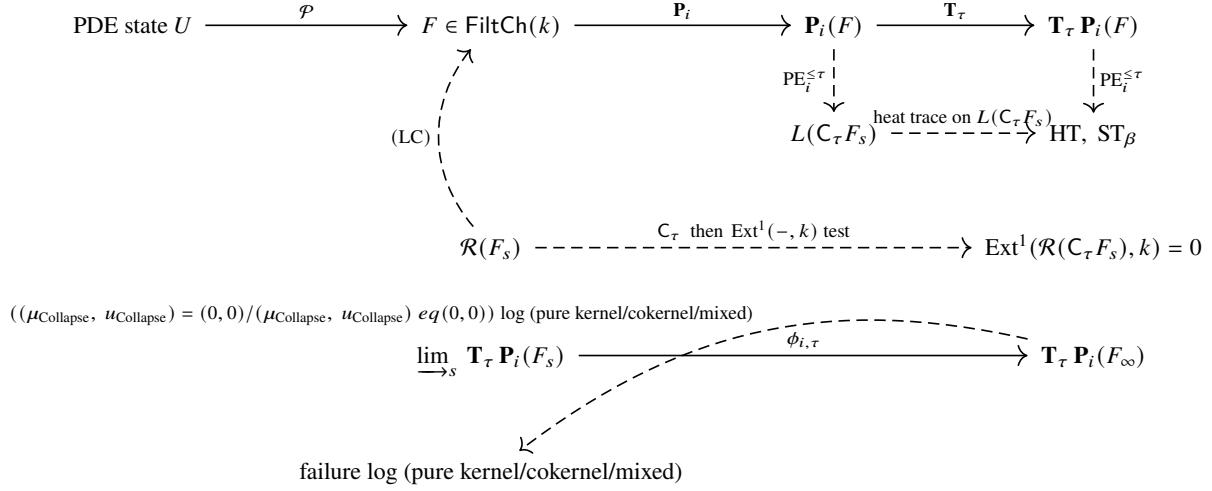 PDE state U 𝒫 F ∈ FiltCh(k) P_i P_i(F) T_τ T_τ P_i(F)
PE_i^{≤τ} PE_i^{≤τ}
(LC) L(C_τ F_s) heat trace on L(C_τ F_s) HT, ST_β
ℛ(F_s) C_τ then Ext^1(−, k) test Ext^1(ℛ(C_τ F_s), k) = 0
((μ_Collapse, u_Collapse) = (0, 0)/(μ_Collapse, u_Collapse) eq(0, 0)) log (pure kernel/cokernel/mixed)
lim_{→s} T_τ P_i(F_s) ϕ_{i,τ} T_τ P_i(F_∞)
failure log (pure kernel/cokernel/mixed)